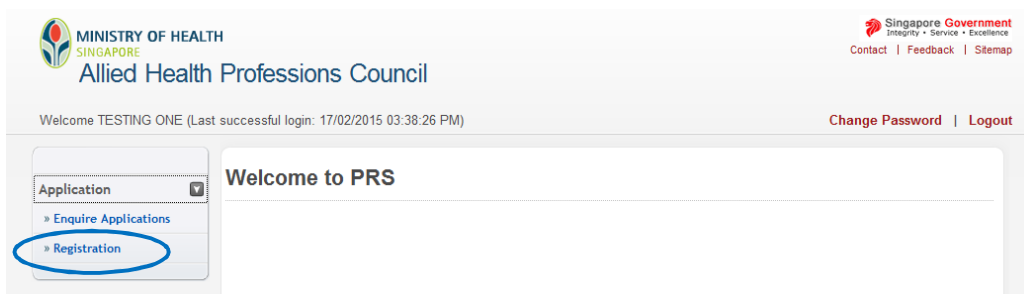 MINISTRY OF HEALTH
SINGAPORE
Allied Health Professions Council
Singapore Government
Integrity • Service • Excellence
Contact | Feedback | Sitemap
Welcome TESTING ONE (Last successful login: 17/02/2015 03:38:26 PM)
Change Password | Logout
Application
» Enquire Applications
» Registration
Welcome to PRS